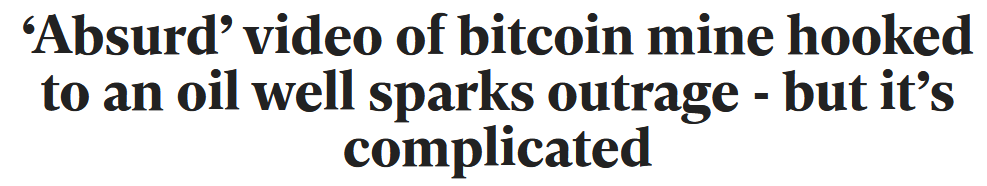 ‘Absurd’ video of bitcoin mine hooked
to an oil well sparks outrage - but it’s
complicated